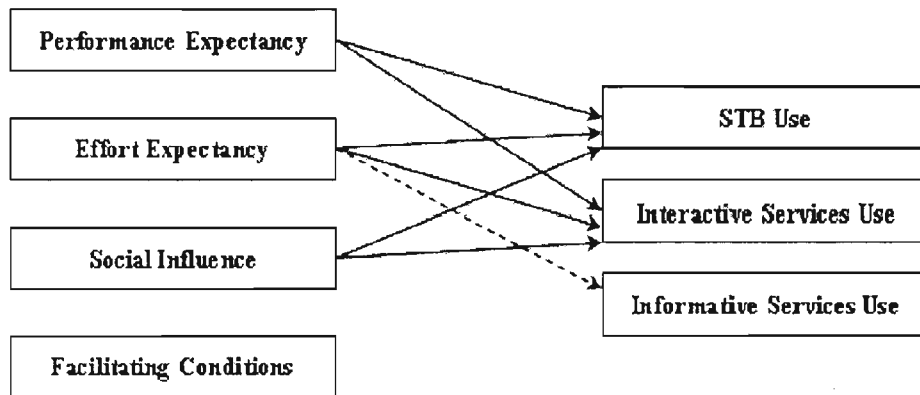 Performance Expectancy
Effort Expectancy
Social Influence
Facilitating Conditions
STB Use
Interactive Services Use
Informative Services Use